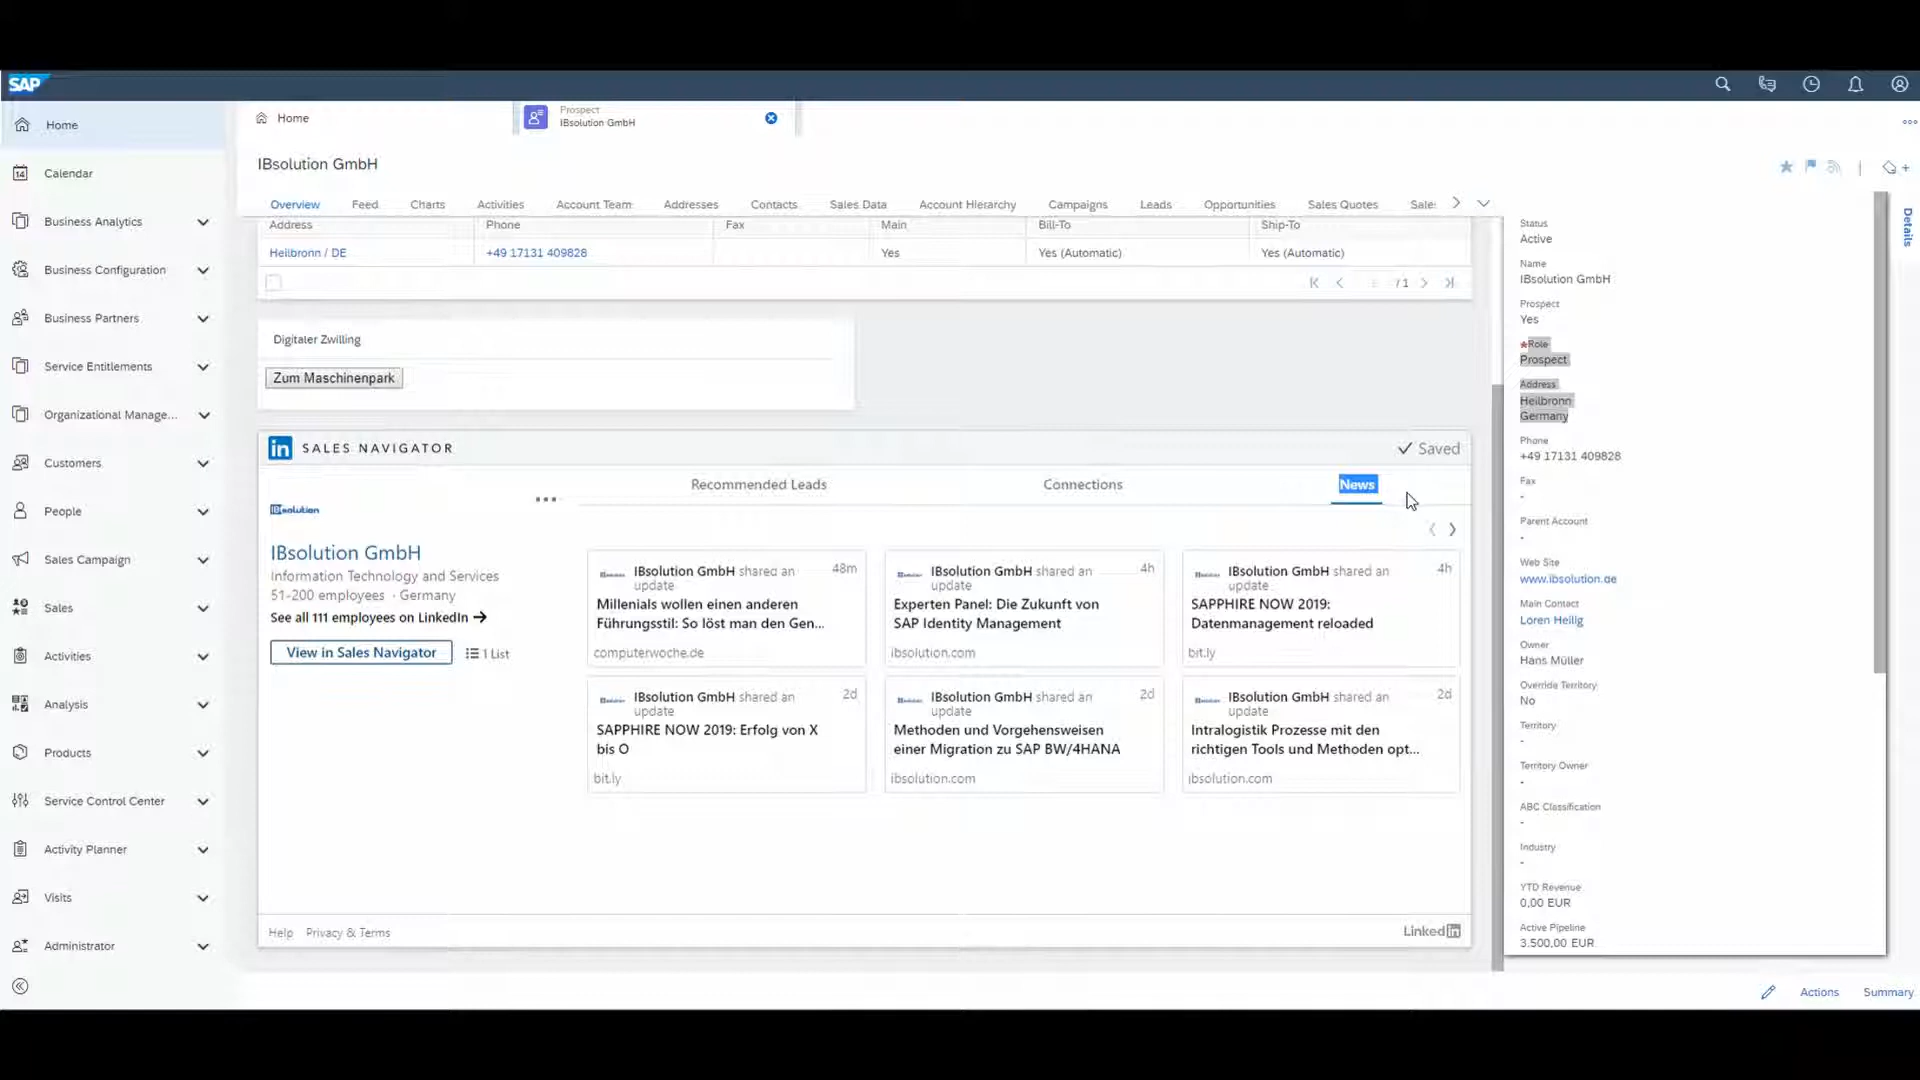 SAP
Home
Calendar
Business Analytics
Business Configuration
Business Partners
Service Entitlements
Organizational Manage...
Customers
People
Sales Campaign
Sales
Activities
Analysis
Products
Service Control Center
Activity Planner
Visits
Administrator
Home
Prospect
IBsolution GmbH
IBsolution GmbH
Overview Feed Charts Activities Account Team Addresses Contacts Sales Data Account Hierarchy Campaigns Leads Opportunities Sales Quotes Sale
Address Phone Fax Main Bill-To Ship-To
Heilbronn / DE +49 17131 409828 Yes Yes (Automatic) Yes (Automatic)
/ 1
Digitaler Zwilling
Zum Maschinenpark
in SALES NAVIGATOR Saved
Recommended Leads Connections News
IBsolution
IBsolution GmbH
Information Technology and Services
51-200 employees · Germany
See all 111 employees on LinkedIn →
View in Sales Navigator 1 List
IBsolution GmbH shared an 48m
update
Millenials wollen einen anderen
Führungsstil: So löst man den Gen...
computerwoche.de
IBsolution GmbH shared an 4h
update
Experten Panel: Die Zukunft von
SAP Identity Management
ibsolution.com
IBsolution GmbH shared an 4h
update
SAPPHIRE NOW 2019:
Datenmanagement reloaded
bit.ly
IBsolution GmbH shared an 2d
update
SAPPHIRE NOW 2019: Erfolg von X
bis O
bit.ly
IBsolution GmbH shared an 2d
update
Methoden und Vorgehensweisen
einer Migration zu SAP BW/4HANA
ibsolution.com
IBsolution GmbH shared an 2d
update
Intralogistik Prozesse mit den
richtigen Tools und Methoden opt...
ibsolution.com
Help Privacy & Terms
LinkedIn
Details
Status
Active
Name
IBsolution GmbH
Prospect
Yes
*Role
Prospect
Address
Heilbronn
Germany
Phone
+49 17131 409828
Fax
-
Parent Account
-
Web Site
www.ibsolution.de
Main Contact
Loren Heilig
Owner
Hans Müller
Override Territory
No
Territory
-
Territory Owner
-
ABC Classification
-
Industry
-
YTD Revenue
0,00 EUR
Active Pipeline
3.500,00 EUR
Actions Summary